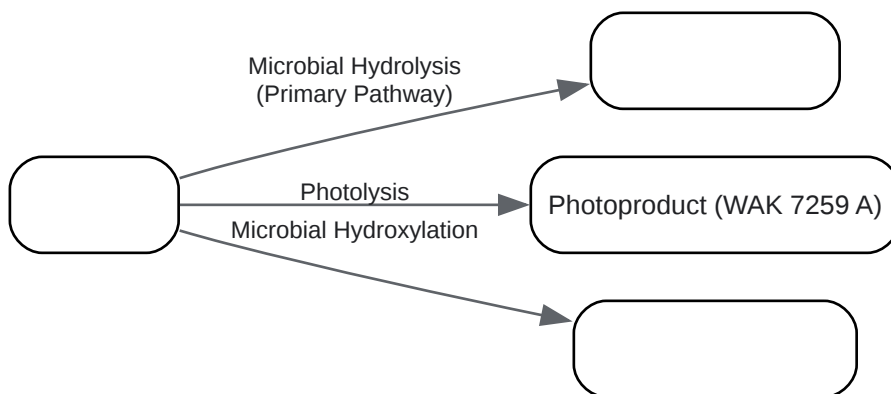 Microbial Hydrolysis
(Primary Pathway)
Photolysis
Photoproduct (WAK 7259 A)
Microbial Hydroxylation